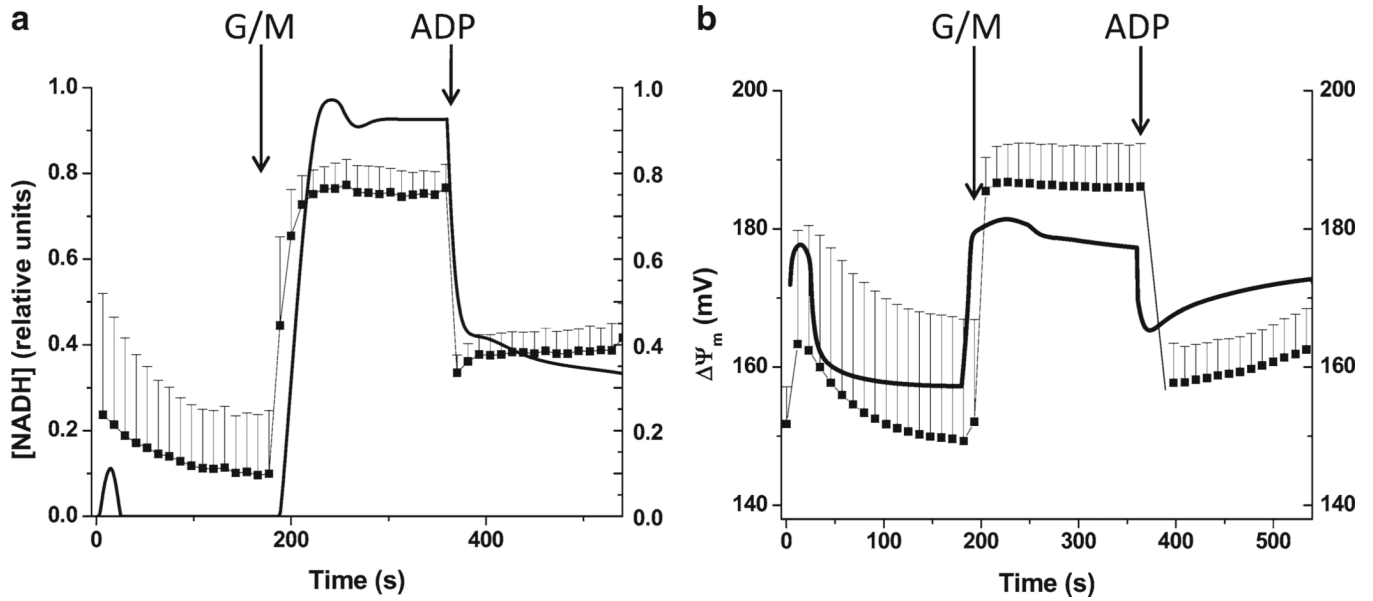 a
G/M ADP
1.0 1.0
0.8 0.8
0.6 0.6
0.4 0.4
0.2 0.2
0.0 0.0
[NADH] (relative units)
0 200 400
Time (s)
b
G/M ADP
200 200
180 180
160 160
140 140
ΔΨm (mV)
0 100 200 300 400 500
Time (s)